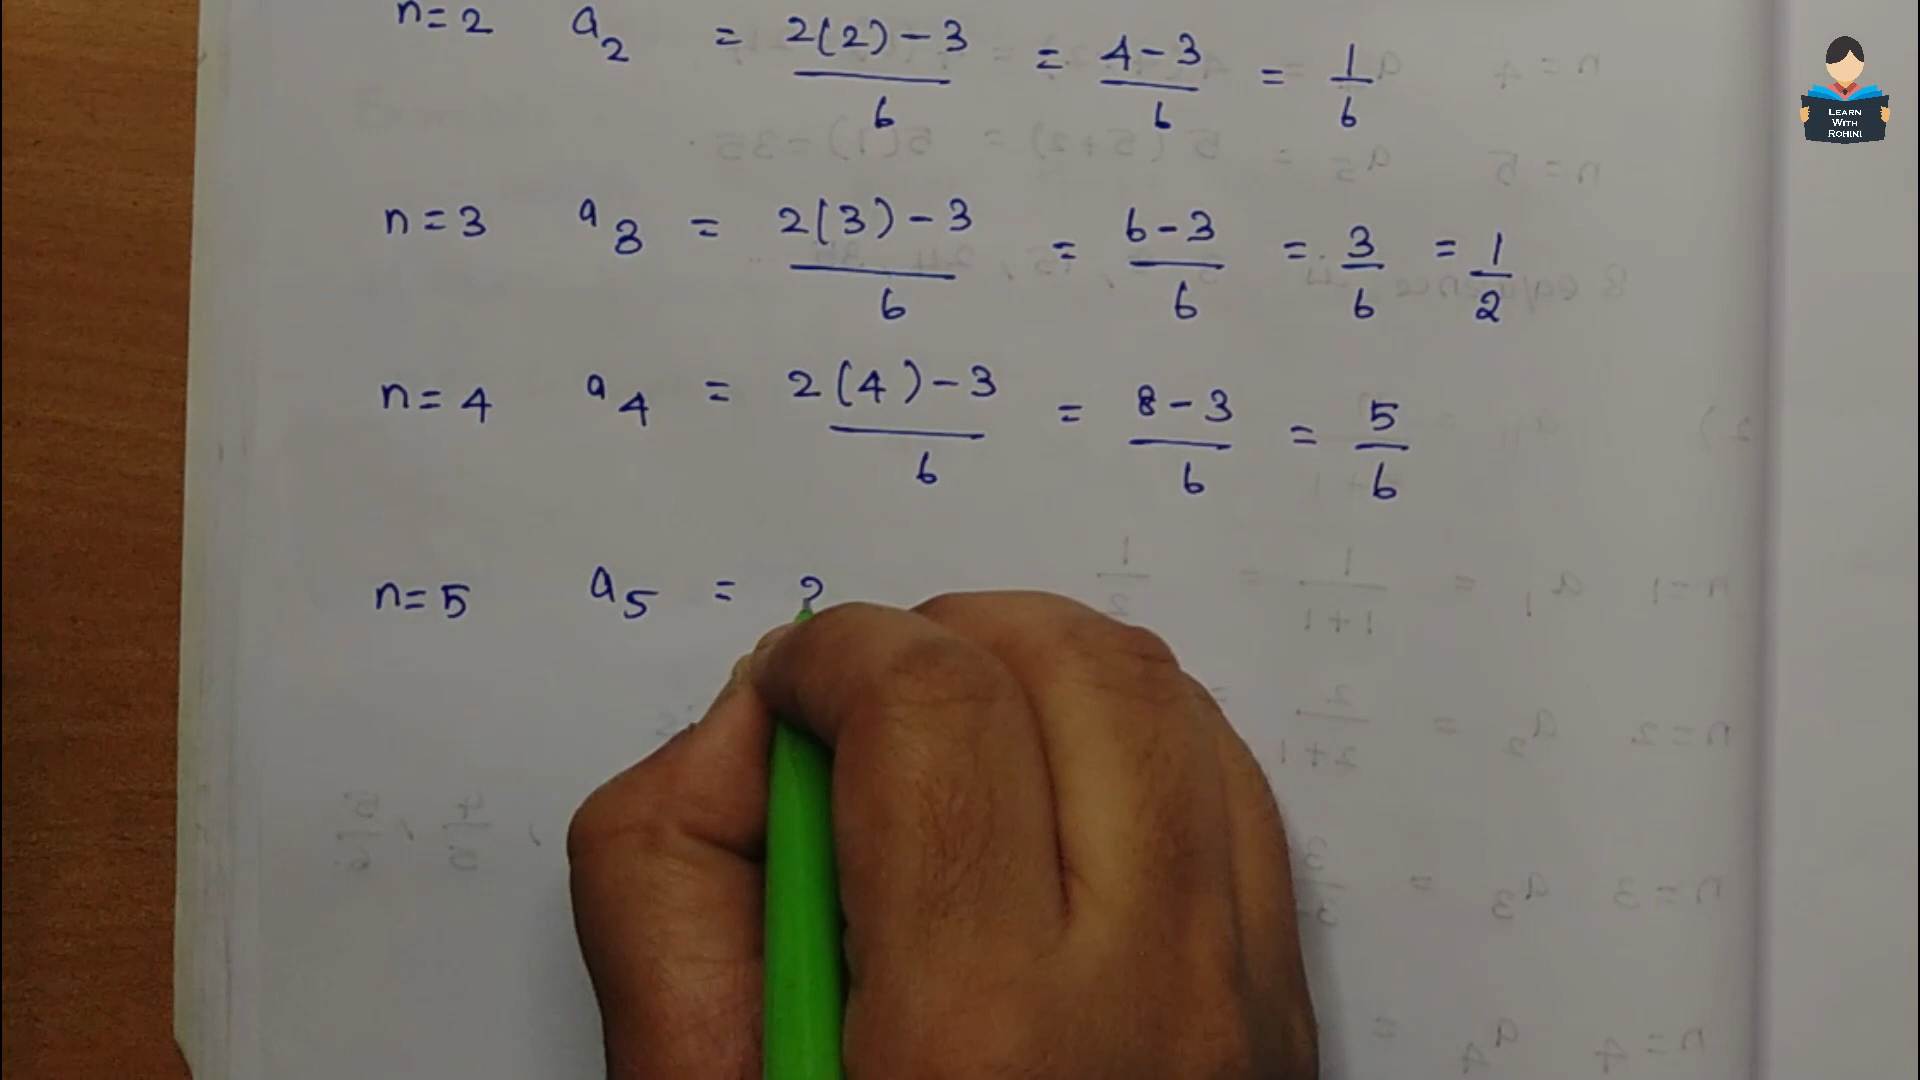 n=2 a₂ = 2(2)-3/6 = 4-3/6 = 1/6
n=3 a₃ = 2(3)-3/6 = 6-3/6 = 3/6 = 1/2
n=4 a₄ = 2(4)-3/6 = 8-3/6 = 5/6
n=5 a₅ = 2
LEARN
WITH
ROHINI